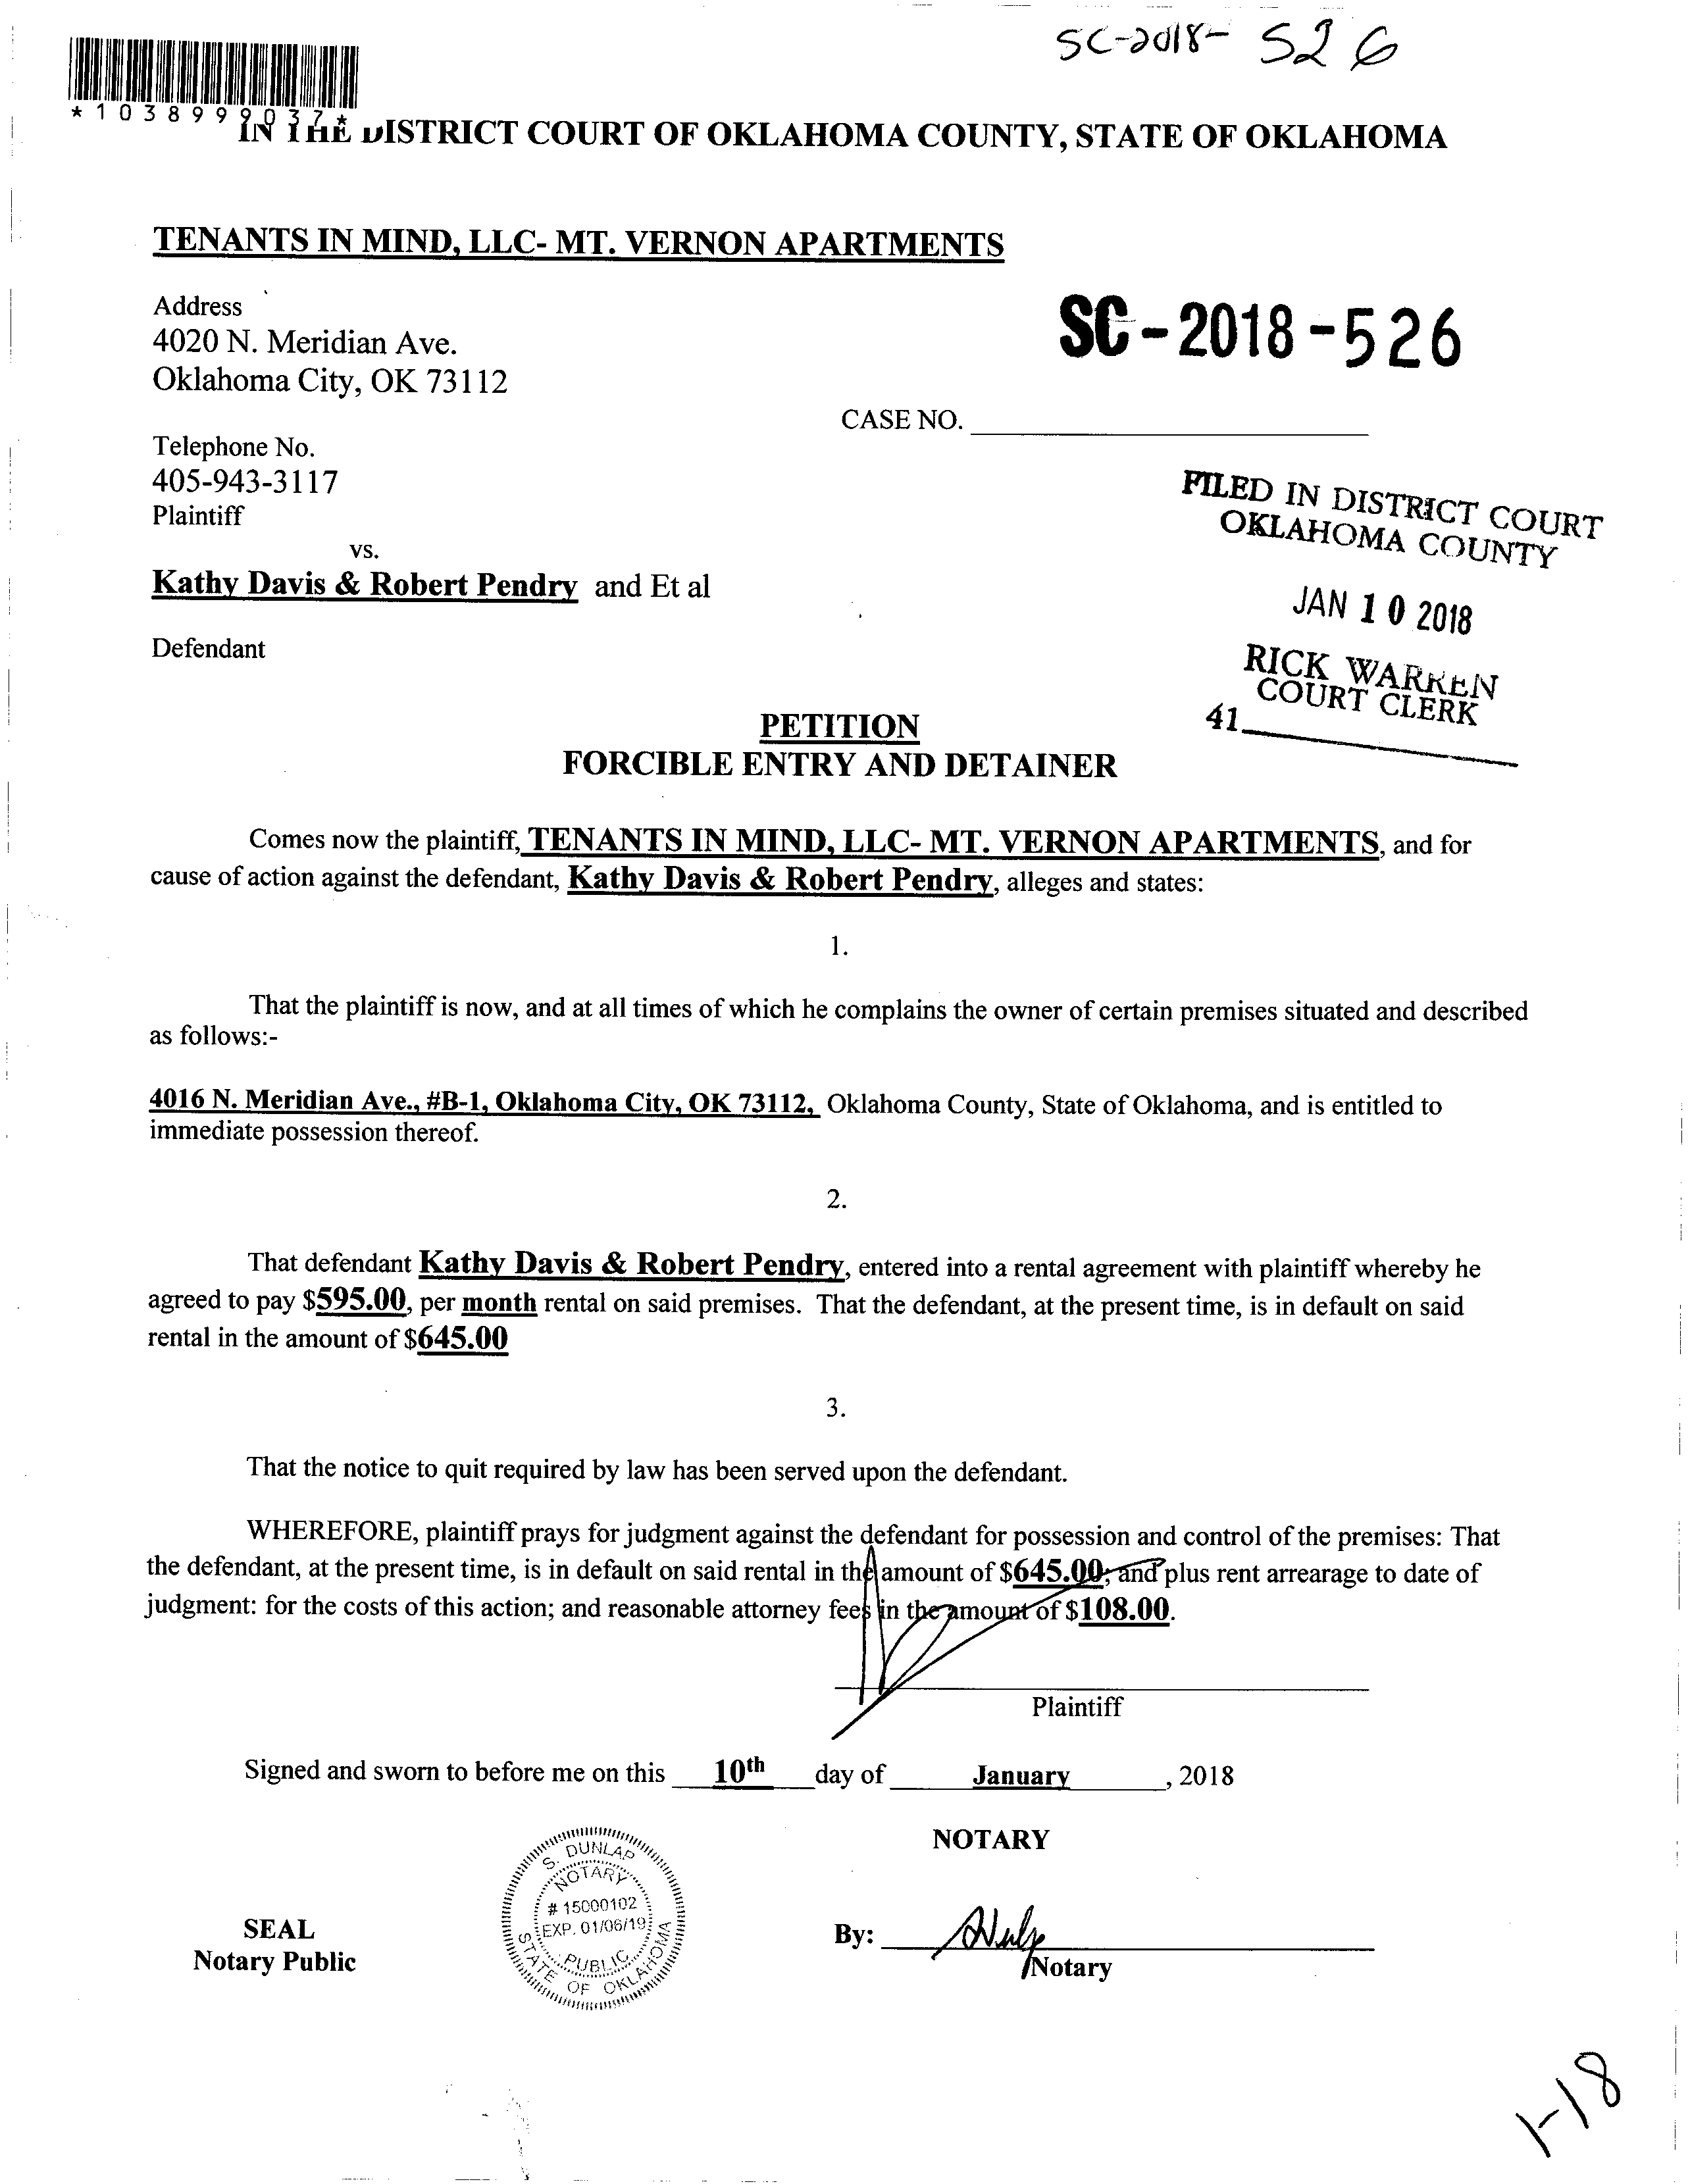 SC-2018- 526
*1038999037*
IN THE DISTRICT COURT OF OKLAHOMA COUNTY, STATE OF OKLAHOMA
TENANTS IN MIND, LLC- MT. VERNON APARTMENTS
Address
4020 N. Meridian Ave.
Oklahoma City, OK 73112
SC-2018-526
CASE NO.
Telephone No.
405-943-3117
Plaintiff
vs.
Kathy Davis & Robert Pendry and Et al
Defendant
FILED IN DISTRICT COURT
OKLAHOMA COUNTY
JAN 10 2018
RICK WARREN
COURT CLERK
41
PETITION
FORCIBLE ENTRY AND DETAINER
Comes now the plaintiff, TENANTS IN MIND, LLC- MT. VERNON APARTMENTS, and for
cause of action against the defendant, Kathy Davis & Robert Pendry, alleges and states:
1.
That the plaintiff is now, and at all times of which he complains the owner of certain premises situated and described
as follows:-
4016 N. Meridian Ave., #B-1, Oklahoma City, OK 73112, Oklahoma County, State of Oklahoma, and is entitled to
immediate possession thereof.
2.
That defendant Kathy Davis & Robert Pendry, entered into a rental agreement with plaintiff whereby he
agreed to pay $595.00, per month rental on said premises. That the defendant, at the present time, is in default on said
rental in the amount of $645.00
3.
That the notice to quit required by law has been served upon the defendant.
WHEREFORE, plaintiff prays for judgment against the defendant for possession and control of the premises: That
the defendant, at the present time, is in default on said rental in the amount of $645.00; and plus rent arrearage to date of
judgment: for the costs of this action; and reasonable attorney fees in the amount of $108.00.
Plaintiff
Signed and sworn to before me on this 10th day of January, 2018
NOTARY
S. DUNLAP
NOTARY
# 15000102
EXP. 01/06/19
PUBLIC
STATE OF OKLAHOMA
SEAL
Notary Public
By:
Notary
1-18